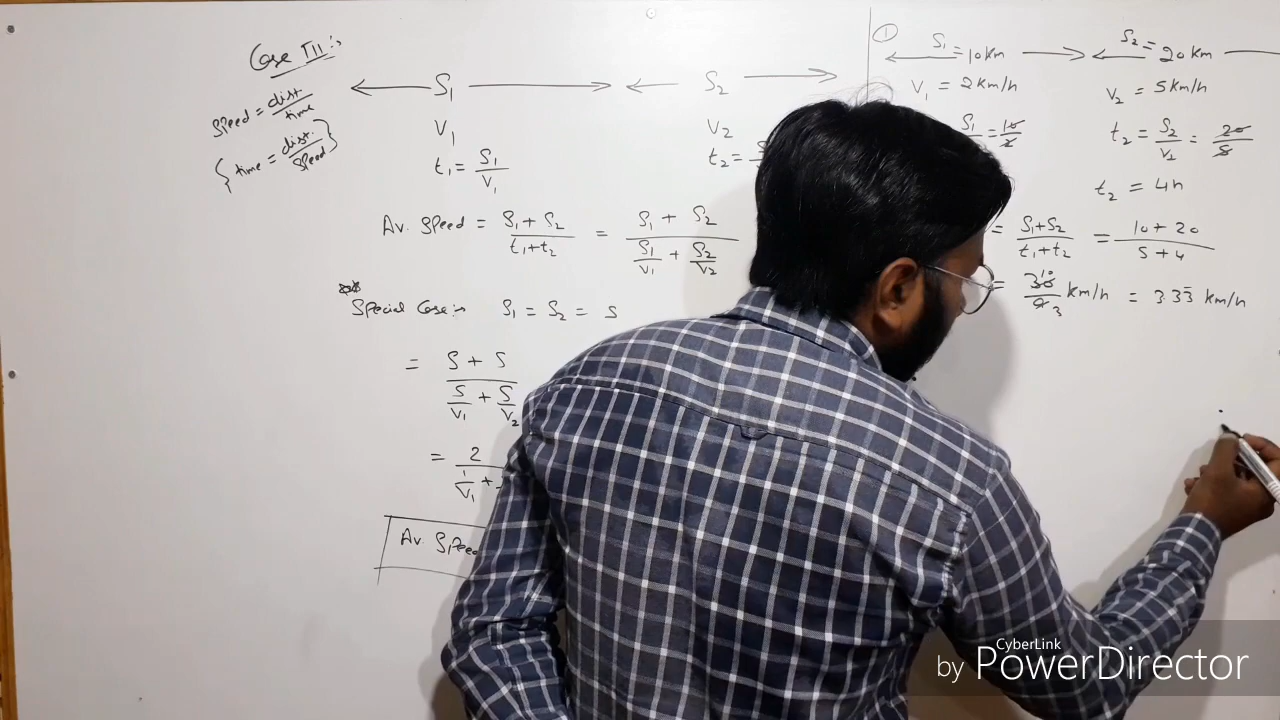 Case III :-
S₁
S₂
Speed = dist./time
{ time = dist./speed }
V₁
V₂
t₁ = S₁/V₁
t₂ =
Av. Speed = S₁ + S₂ / t₁ + t₂ = S₁ + S₂ / S₁/V₁ + S₂/V₂
Special Case :- S₁ = S₂ = S
= S + S / S/V₁ + S/V₂
= 2 / 1/V₁ +
Av. Speed
①
S₁ = 10 km
S₂ = 20 km
V₁ = 2 km/h
V₂ = 5 km/h
S₁ = 10/2
t₂ = S₂/V₂ = 20/5
t₂ = 4h
= S₁ + S₂ / t₁ + t₂ = 10 + 20 / 5 + 4
= 30/9 10/3 km/h = 3.33 km/h
CyberLink
by PowerDirector